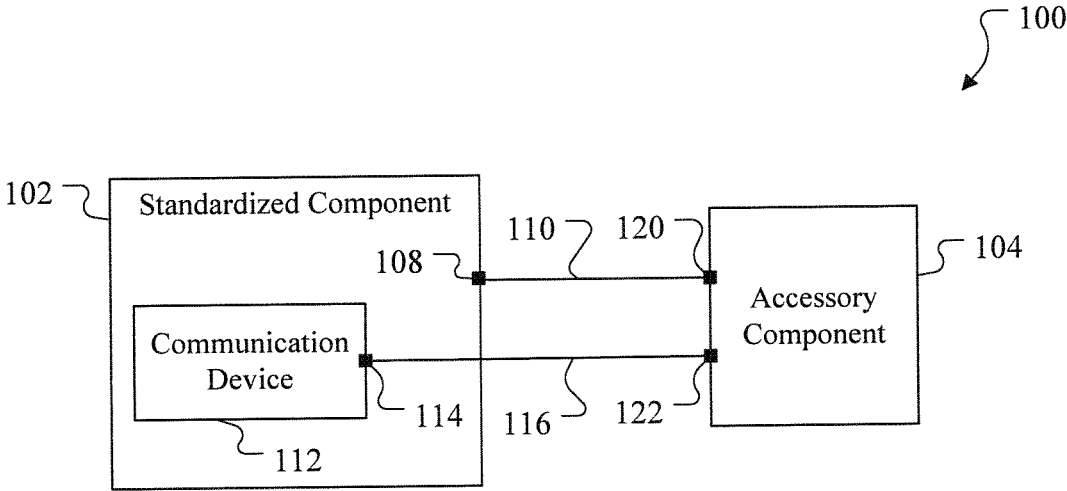 100
102
Standardized Component
108
110
120
104
Accessory
Component
Communication
Device
114
116
122
112